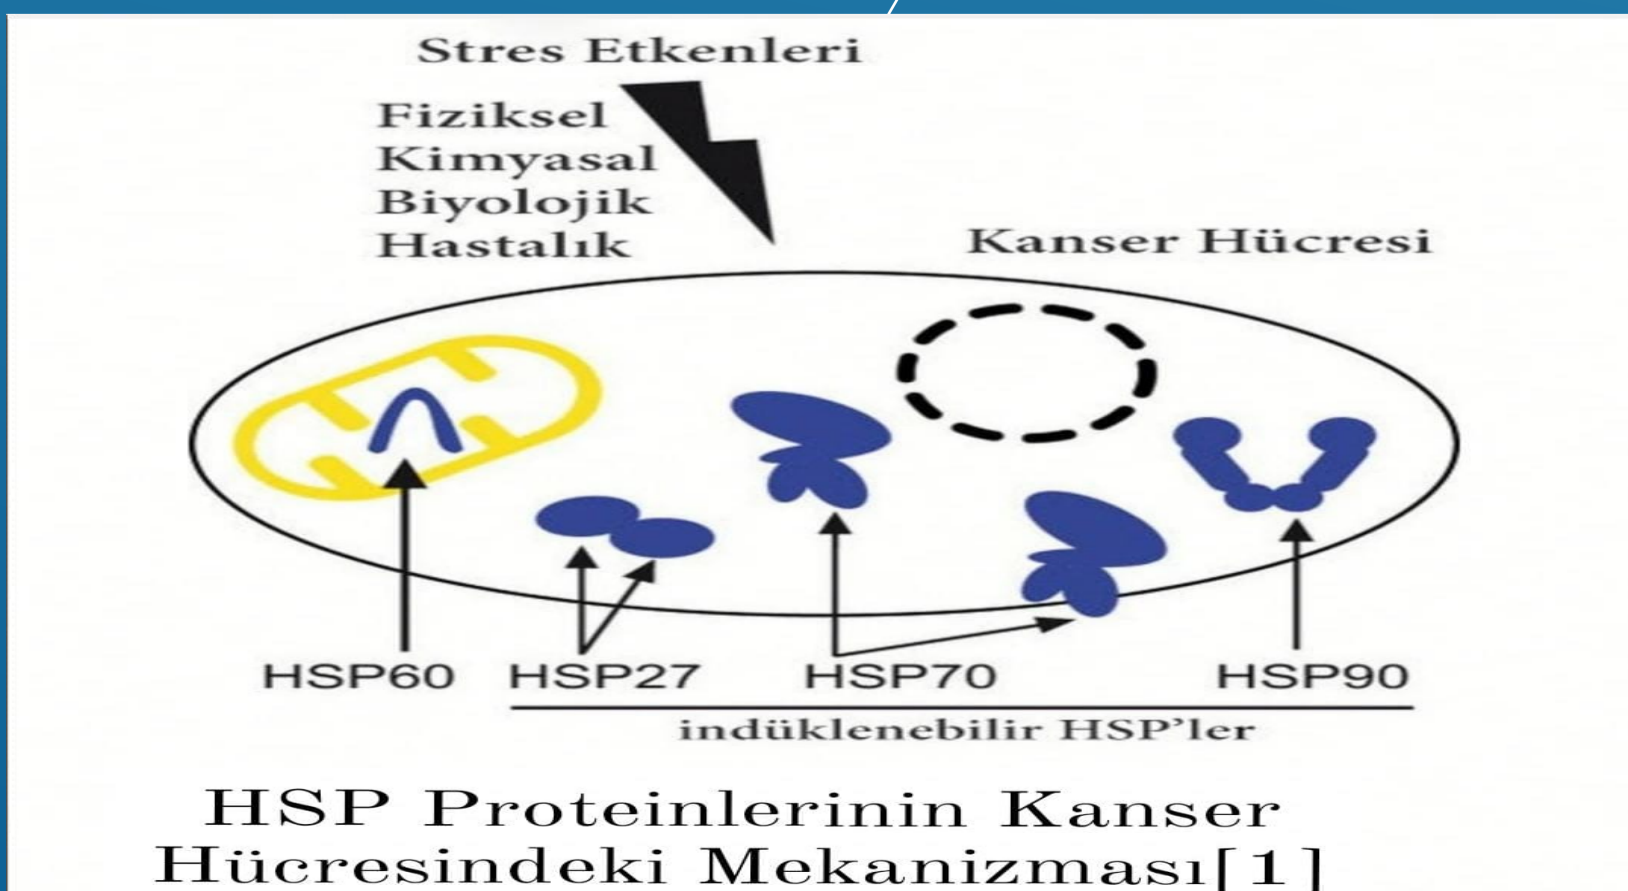 Stres Etkenleri
Fiziksel
Kimyasal
Biyolojik
Hastalık
Kanser Hücresi
HSP60 HSP27 HSP70 HSP90
indüklenebilir HSP'ler
HSP Proteinlerinin Kanser
Hücresindeki Mekanizması[1]